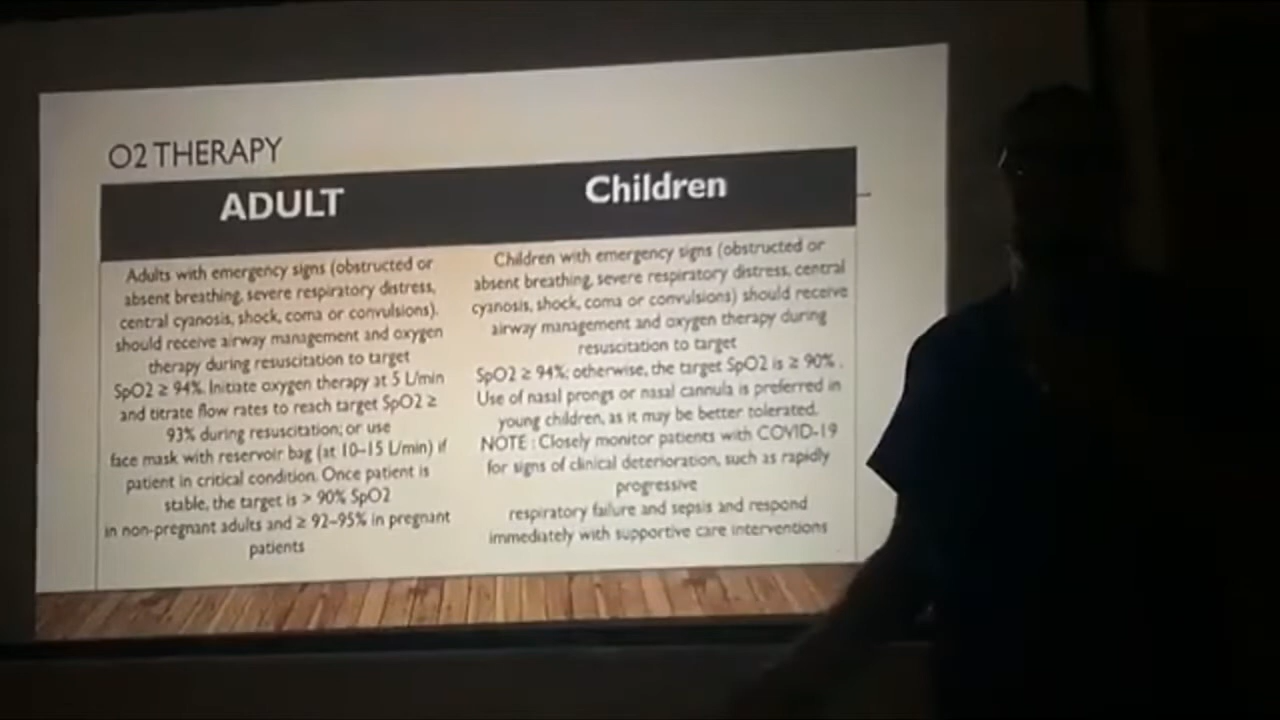 O2 THERAPY
ADULT
Adults with emergency signs (obstructed or
absent breathing, severe respiratory distress,
central cyanosis, shock, coma or convulsions).
should receive airway management and oxygen
therapy during resuscitation to target
SpO2 ≥ 94%. Initiate oxygen therapy at 5 L/min
and titrate flow rates to reach target SpO2 ≥
93% during resuscitation; or use
face mask with reservoir bag (at 10–15 L/min) if
patient in critical condition. Once patient is
stable, the target is > 90% SpO2
in non-pregnant adults and ≥ 92–95% in pregnant
patients
Children
Children with emergency signs (obstructed or
absent breathing, severe respiratory distress, central
cyanosis, shock, coma or convulsions) should receive
airway management and oxygen therapy during
resuscitation to target
SpO2 ≥ 94%; otherwise, the target SpO2 is ≥ 90% .
Use of nasal prongs or nasal cannula is preferred in
young children, as it may be better tolerated.
NOTE : Closely monitor patients with COVID-19
for signs of clinical deterioration, such as rapidly
progressive
respiratory failure and sepsis and respond
immediately with supportive care interventions